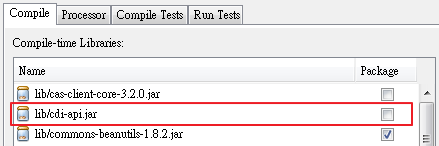 Compile Processor Compile Tests Run Tests
Compile-time Libraries:
Name Package
lib/cas-client-core-3.2.0.jar
lib/cdi-api.jar
lib/commons-beanutils-1.8.2.jar